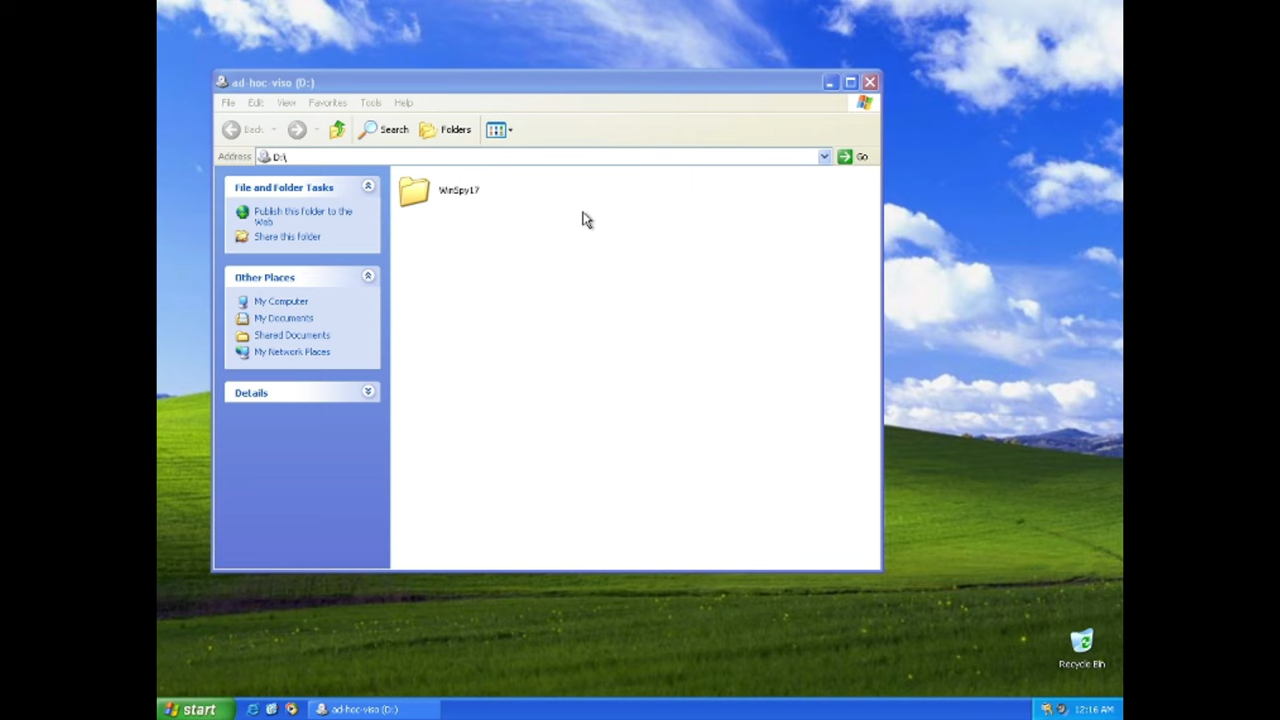 ad-hoc-viso (D:)
File Edit View Favorites Tools Help
Back Search Folders
Address D:\ Go
File and Folder Tasks
Publish this folder to the
Web
Share this folder
Other Places
My Computer
My Documents
Shared Documents
My Network Places
Details
WinSpy17
Recycle Bin
start ad-hoc-viso (D:) 12:16 AM